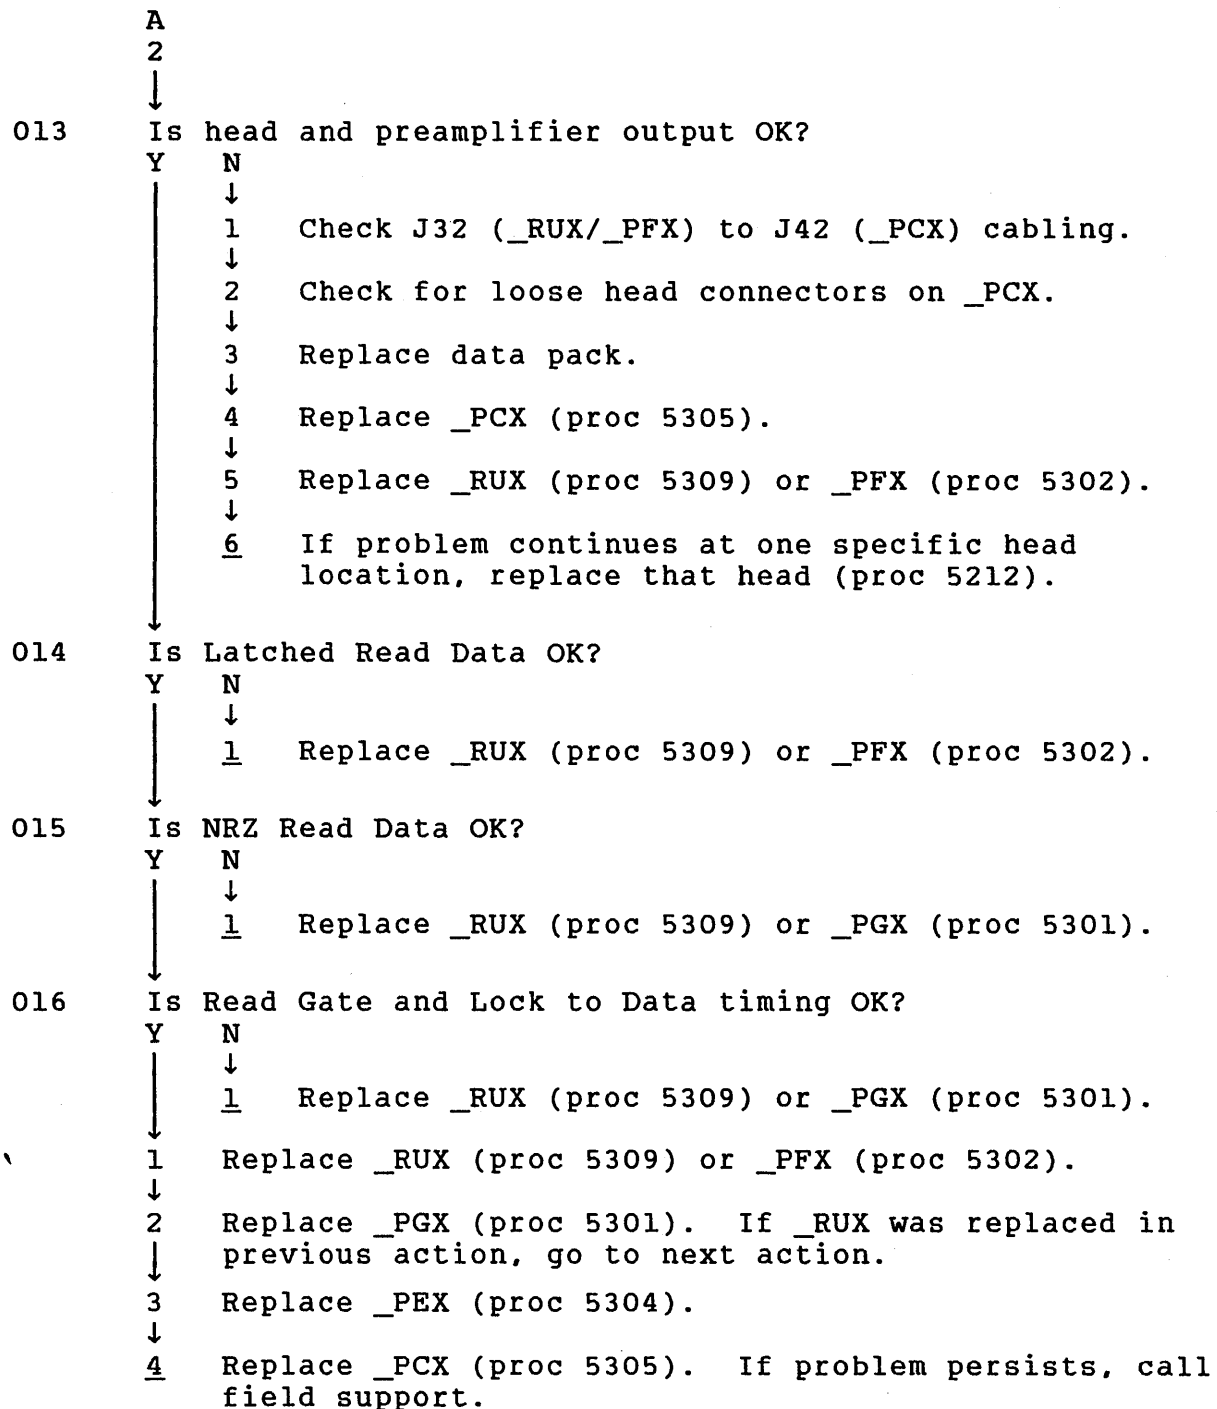 A
2
013 Is head and preamplifier output OK?
Y N
1 Check J32 (_RUX/_PFX) to J42 (_PCX) cabling.
2 Check for loose head connectors on _PCX.
3 Replace data pack.
4 Replace _PCX (proc 5305).
5 Replace _RUX (proc 5309) or _PFX (proc 5302).
6 If problem continues at one specific head
location, replace that head (proc 5212).
014 Is Latched Read Data OK?
Y N
1 Replace _RUX (proc 5309) or _PFX (proc 5302).
015 Is NRZ Read Data OK?
Y N
1 Replace _RUX (proc 5309) or _PGX (proc 5301).
016 Is Read Gate and Lock to Data timing OK?
Y N
1 Replace _RUX (proc 5309) or _PGX (proc 5301).
1 Replace _RUX (proc 5309) or _PFX (proc 5302).
2 Replace _PGX (proc 5301). If _RUX was replaced in
previous action, go to next action.
3 Replace _PEX (proc 5304).
4 Replace _PCX (proc 5305). If problem persists, call
field support.